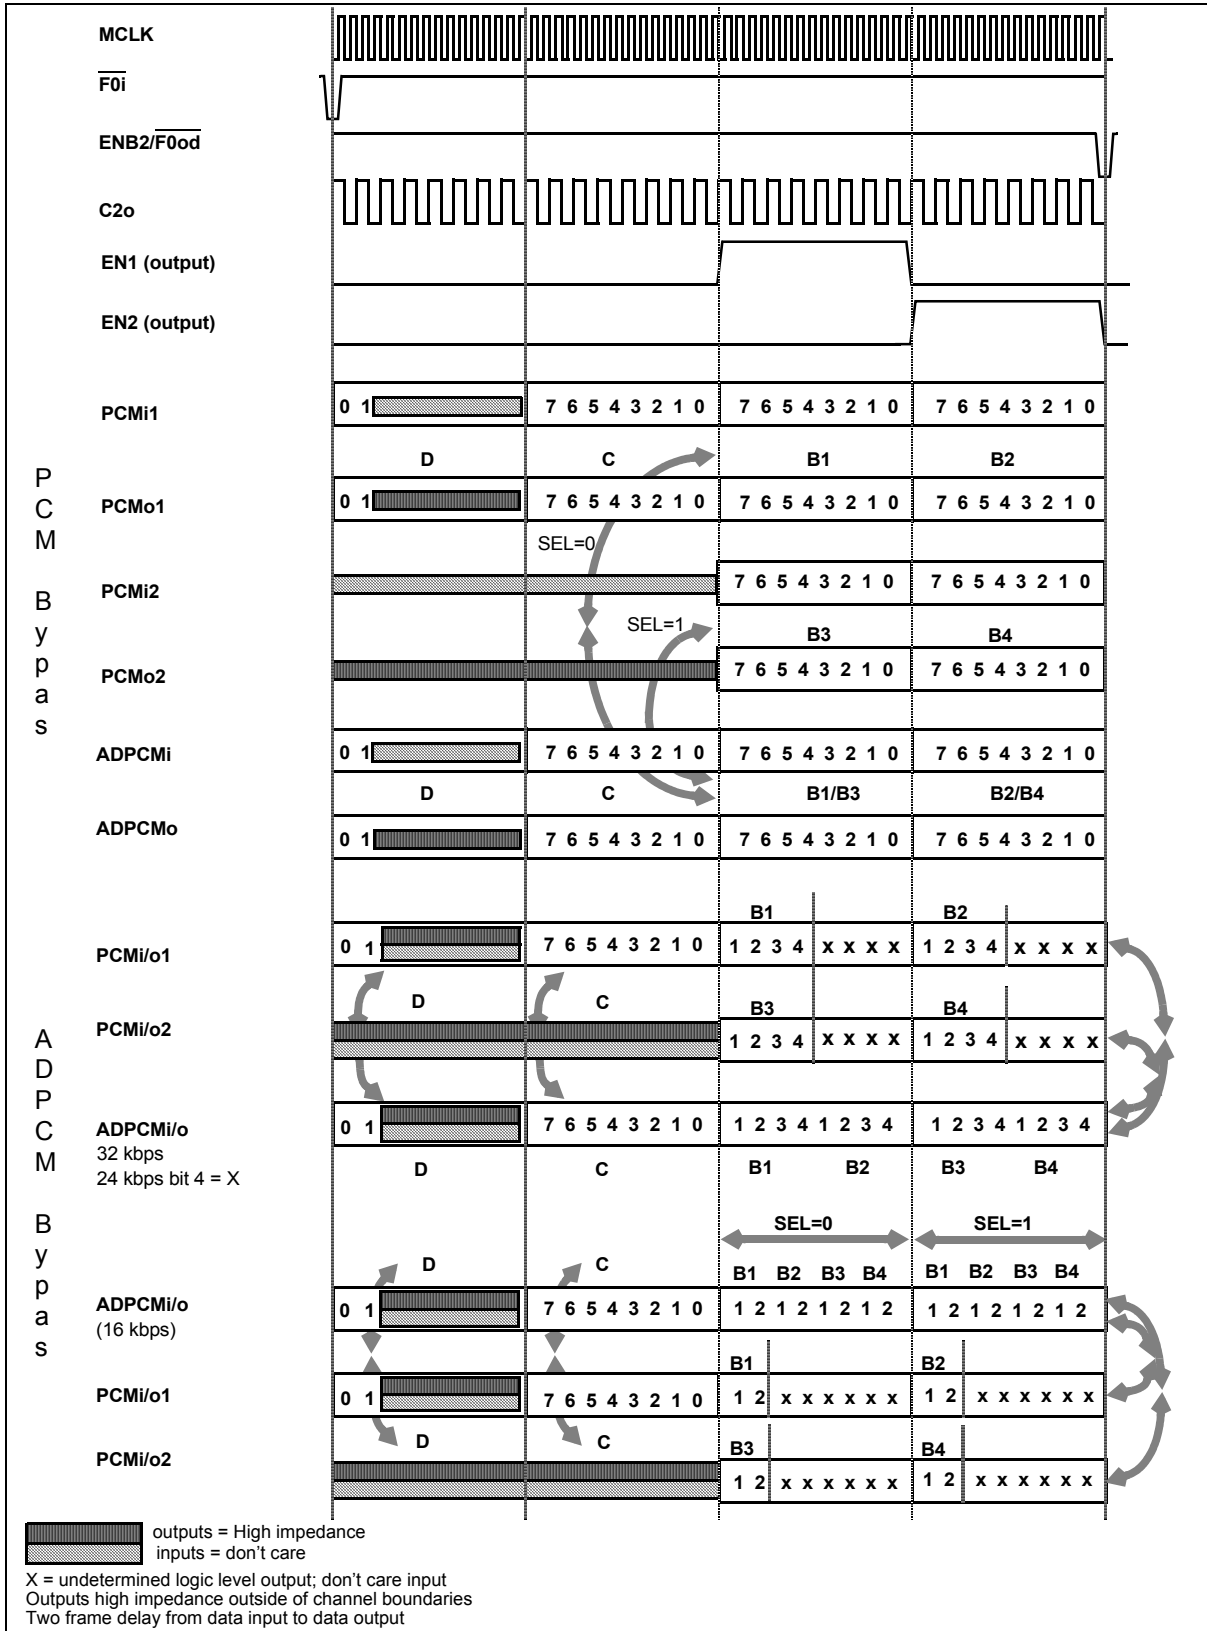 MCLK
F0i
ENB2/F0od
C2o
EN1 (output)
EN2 (output)
PCM Bypas
PCMi1
0 1
7 6 5 4 3 2 1 0
7 6 5 4 3 2 1 0
7 6 5 4 3 2 1 0
D
C
B1
B2
PCMo1
0 1
7 6 5 4 3 2 1 0
7 6 5 4 3 2 1 0
7 6 5 4 3 2 1 0
SEL=0
PCMi2
7 6 5 4 3 2 1 0
7 6 5 4 3 2 1 0
SEL=1
B3
B4
PCMo2
7 6 5 4 3 2 1 0
7 6 5 4 3 2 1 0
ADPCMi
0 1
7 6 5 4 3 2 1 0
7 6 5 4 3 2 1 0
7 6 5 4 3 2 1 0
D
C
B1/B3
B2/B4
ADPCMo
0 1
7 6 5 4 3 2 1 0
7 6 5 4 3 2 1 0
7 6 5 4 3 2 1 0
ADPCM Bypas
B1
B2
PCMi/o1
0 1
7 6 5 4 3 2 1 0
1 2 3 4 x x x x
1 2 3 4 x x x x
D
C
B3
B4
PCMi/o2
1 2 3 4 x x x x
1 2 3 4 x x x x
ADPCMi/o
32 kbps
24 kbps bit 4 = X
0 1
7 6 5 4 3 2 1 0
1 2 3 4 1 2 3 4
1 2 3 4 1 2 3 4
D
C
B1
B2
B3
B4
SEL=0
SEL=1
D
C
B1 B2 B3 B4
B1 B2 B3 B4
ADPCMi/o
(16 kbps)
0 1
7 6 5 4 3 2 1 0
1 2 1 2 1 2 1 2
1 2 1 2 1 2 1 2
B1
B2
PCMi/o1
0 1
7 6 5 4 3 2 1 0
1 2 x x x x x x
1 2 x x x x x x
D
C
B3
B4
PCMi/o2
1 2 x x x x x x
1 2 x x x x x x
outputs = High impedance
inputs = don't care
X = undetermined logic level output; don't care input
Outputs high impedance outside of channel boundaries
Two frame delay from data input to data output